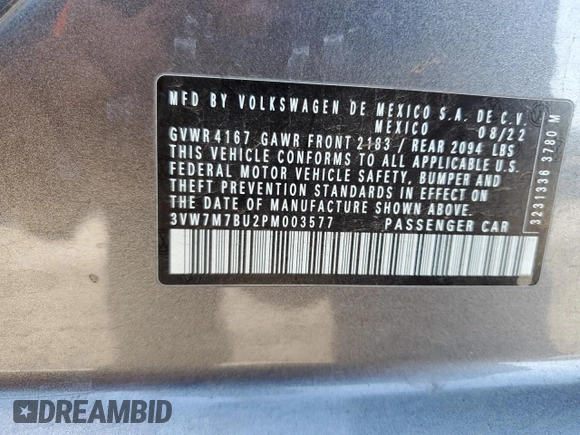 MFD BY VOLKSWAGEN DE MEXICO S.A. DE C.V.
MEXICO 08/22
GVWR 4167 GAWR FRONT 2183 / REAR 2094 LBS
THIS VEHICLE CONFORMS TO ALL APPLICABLE U.S.
FEDERAL MOTOR VEHICLE SAFETY, BUMPER AND
THEFT PREVENTION STANDARDS IN EFFECT ON
THE DATE OF MANUFACTURE SHOWN ABOVE.
3VW7M7BU2PM003577 PASSENGER CAR
3231336 3780 M
DREAMBID